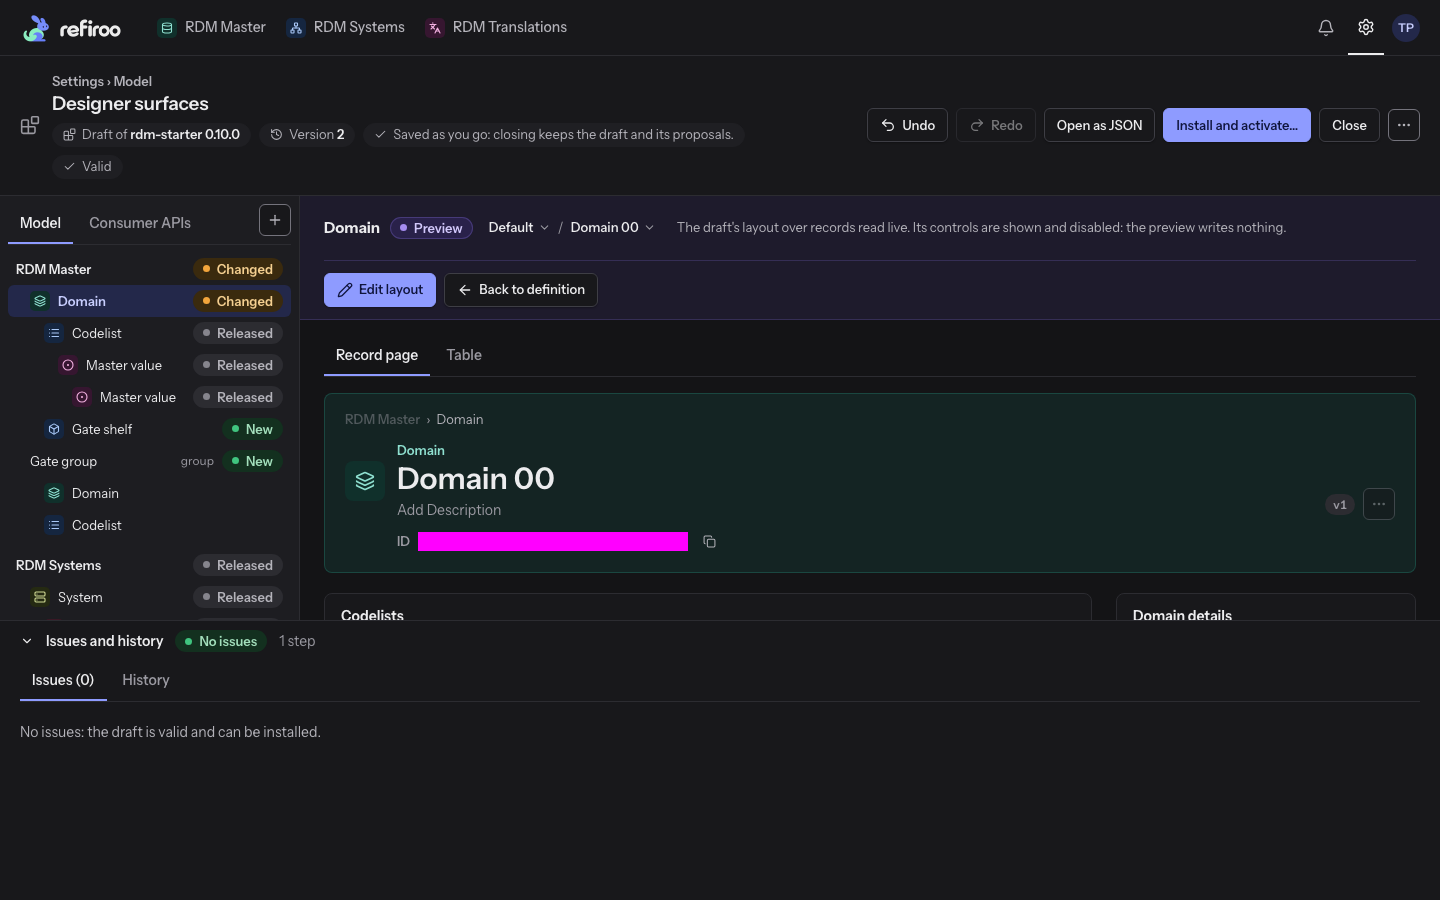 refiroo
RDM Master
RDM Systems
RDM Translations
TP
Settings › Model
Designer surfaces
Draft of rdm-starter 0.10.0
Version 2
Saved as you go: closing keeps the draft and its proposals.
Valid
Undo
Redo
Open as JSON
Install and activate...
Close
Model
Consumer APIs
RDM Master Changed
Domain Changed
Codelist Released
Master value Released
Master value Released
Gate shelf New
Gate group group New
Domain
Codelist
RDM Systems Released
System Released
Domain Preview Default / Domain 00 The draft's layout over records read live. Its controls are shown and disabled: the preview writes nothing.
Edit layout
Back to definition
Record page
Table
RDM Master › Domain
Domain
Domain 00
Add Description
v1
ID
Codelists
Domain details
Issues and history No issues 1 step
Issues (0)
History
No issues: the draft is valid and can be installed.